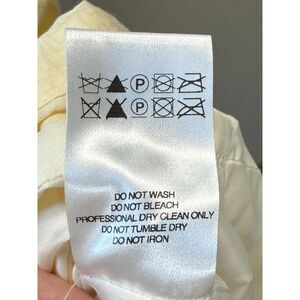 P
P
DO NOT WASH
DO NOT BLEACH
PROFESSIONAL DRY CLEAN ONLY
DO NOT TUMBLE DRY
DO NOT IRON